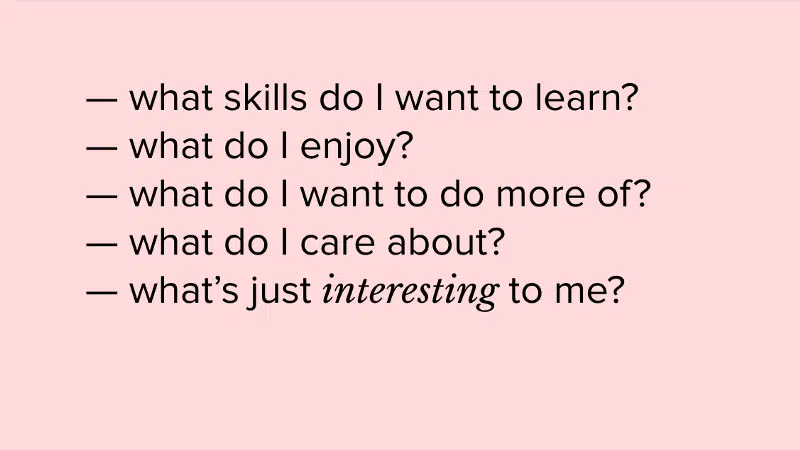 — what skills do I want to learn?
— what do I enjoy?
— what do I want to do more of?
— what do I care about?
— what’s just interesting to me?